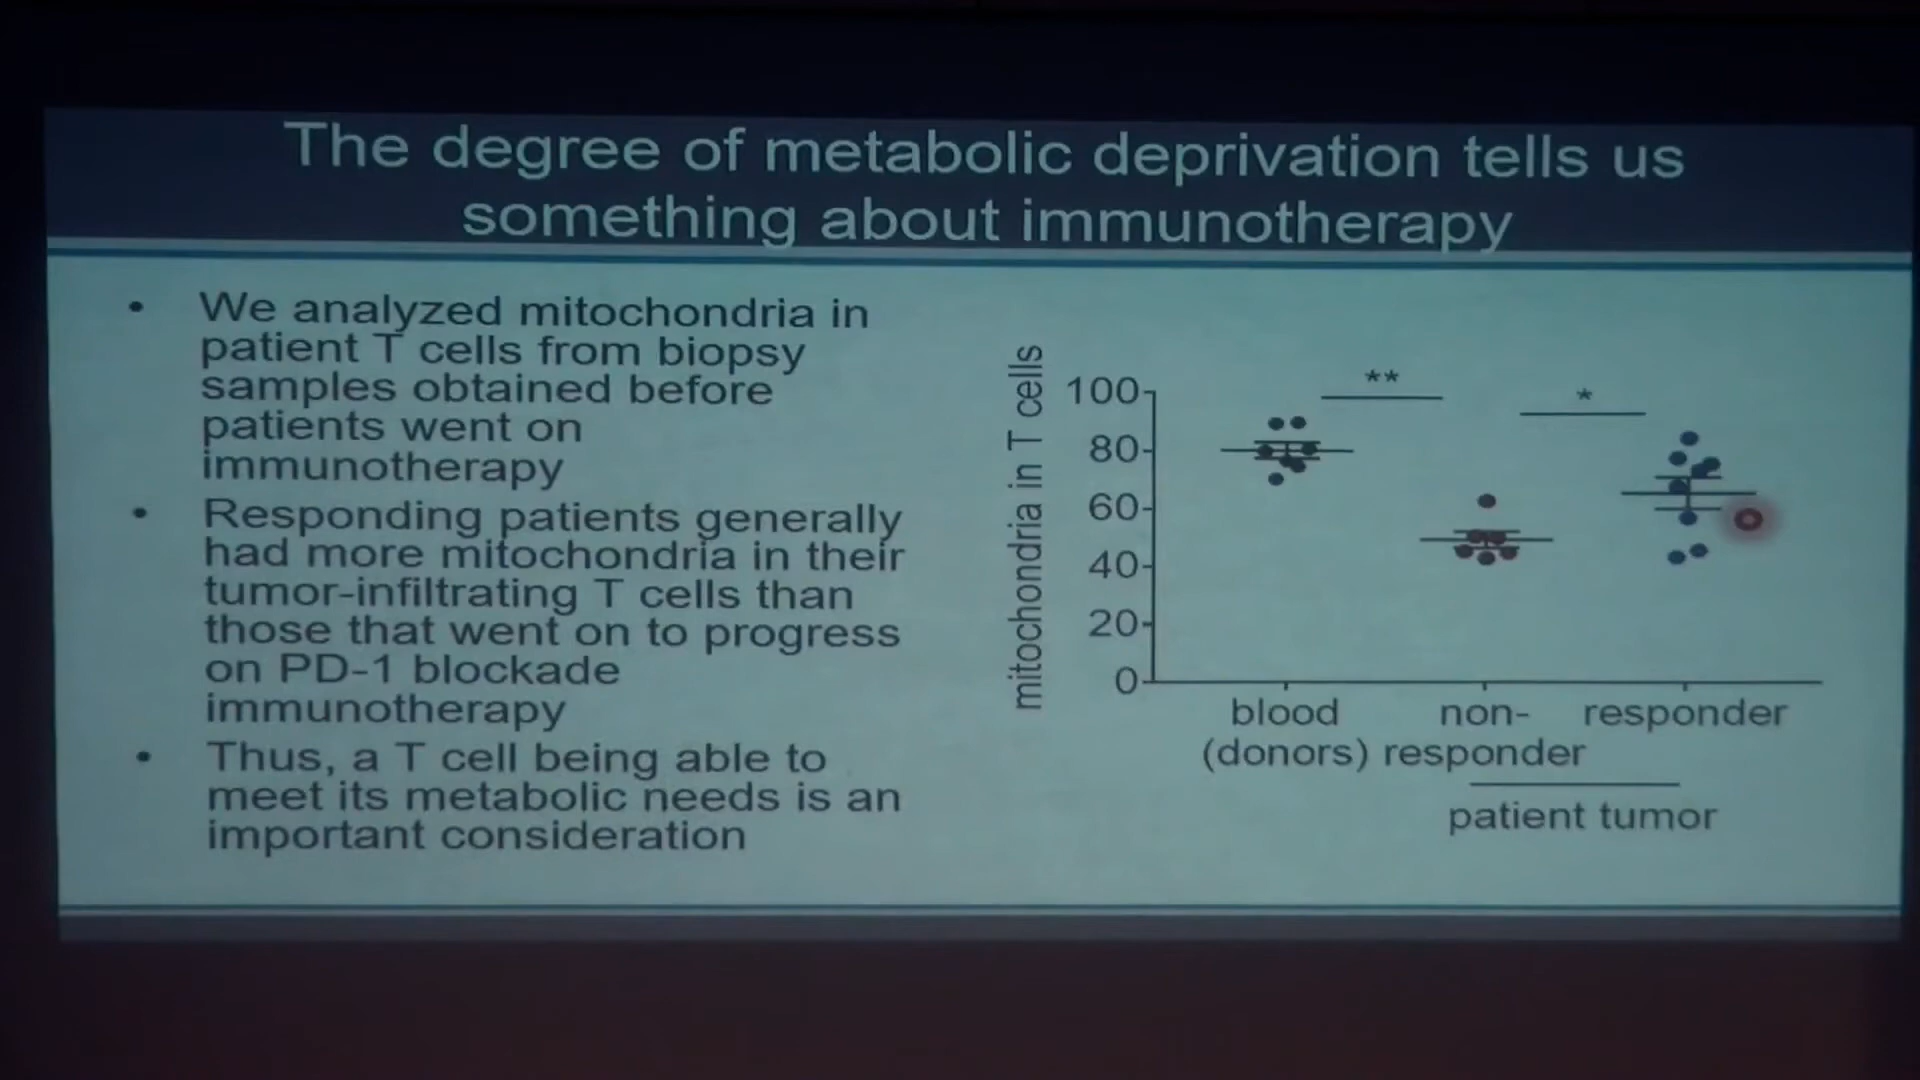 The degree of metabolic deprivation tells us
something about immunotherapy
• We analyzed mitochondria in
patient T cells from biopsy
samples obtained before
patients went on
immunotherapy
• Responding patients generally
had more mitochondria in their
tumor-infiltrating T cells than
those that went on to progress
on PD-1 blockade
immunotherapy
• Thus, a T cell being able to
meet its metabolic needs is an
important consideration
mitochondria in T cells
100
80
60
40
20
0
**
*
blood
(donors)
non-
responder
responder
patient tumor